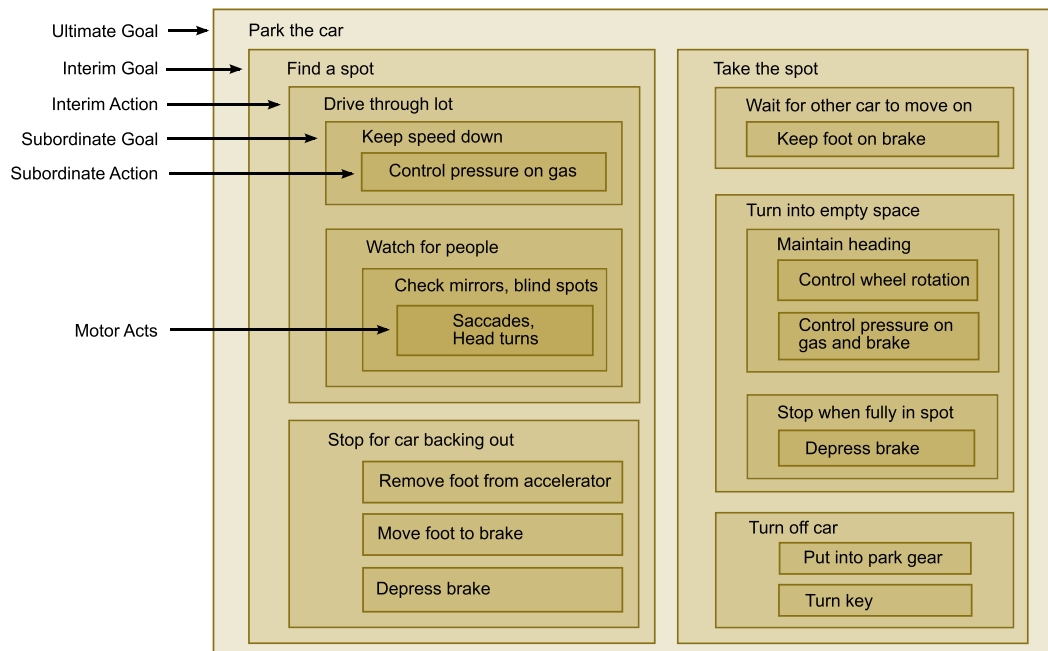 Ultimate Goal
Interim Goal
Interim Action
Subordinate Goal
Subordinate Action
Motor Acts
Park the car
Find a spot
Drive through lot
Keep speed down
Control pressure on gas
Watch for people
Check mirrors, blind spots
Saccades,
Head turns
Stop for car backing out
Remove foot from accelerator
Move foot to brake
Depress brake
Take the spot
Wait for other car to move on
Keep foot on brake
Turn into empty space
Maintain heading
Control wheel rotation
Control pressure on
gas and brake
Stop when fully in spot
Depress brake
Turn off car
Put into park gear
Turn key